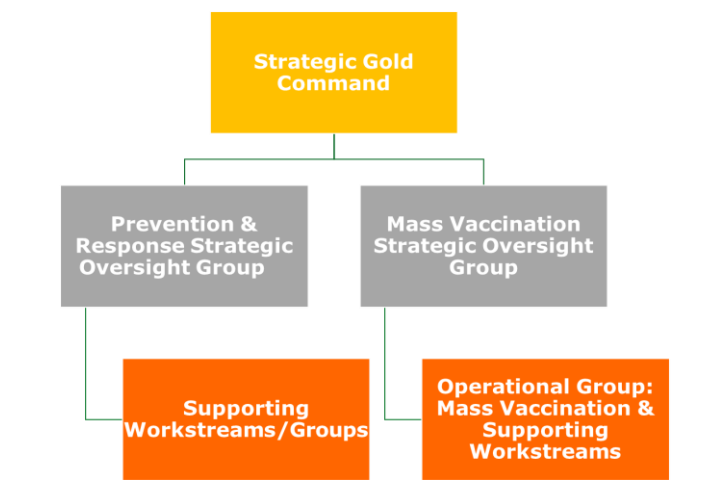 Strategic Gold
Command
Prevention &
Response Strategic
Oversight Group
Mass Vaccination
Strategic Oversight
Group
Supporting
Workstreams/Groups
Operational Group:
Mass Vaccination &
Supporting
Workstreams